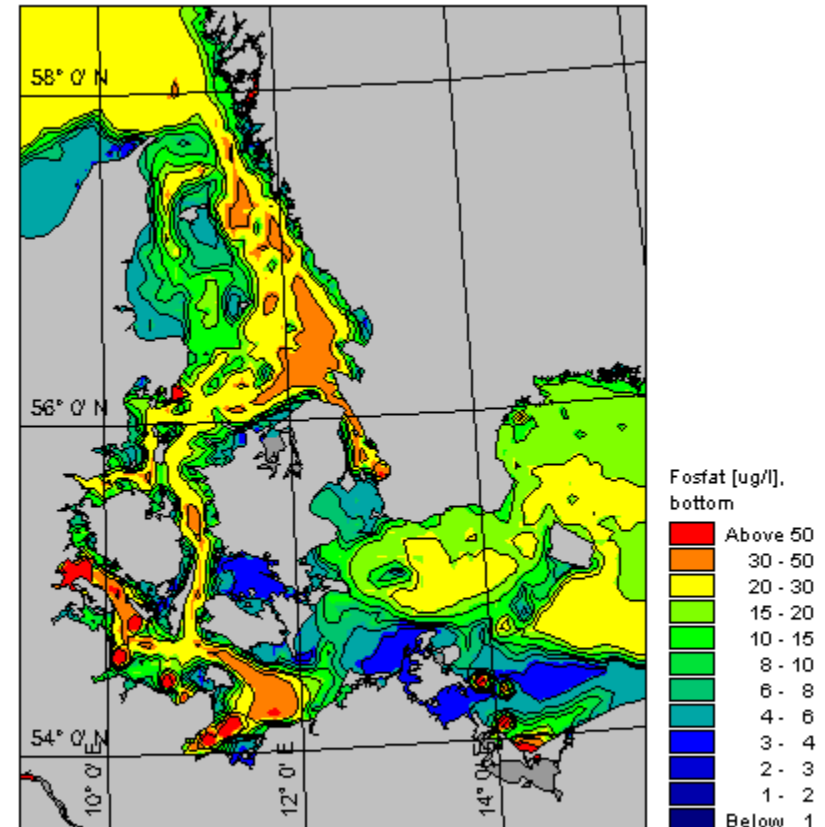 58° 0' N
56° 0' N
54° 0' N
10° 0' E
12° 0' E
14° 0' E
Fosfat [ug/l],
bottom
Above 50
30 - 50
20 - 30
15 - 20
10 - 15
8 - 10
6 - 8
4 - 6
3 - 4
2 - 3
1 - 2
Below 1